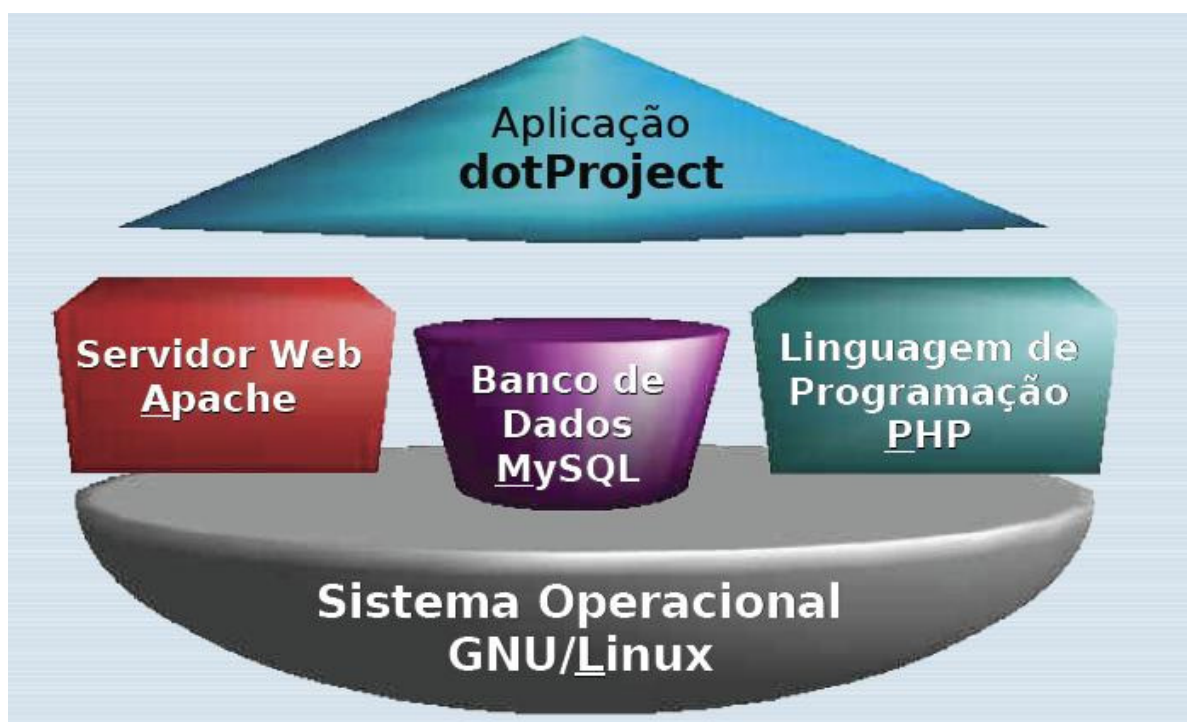 Aplicação
dotProject
Servidor Web
Apache
Banco de
Dados
MySQL
Linguagem de
Programação
PHP
Sistema Operacional
GNU/Linux